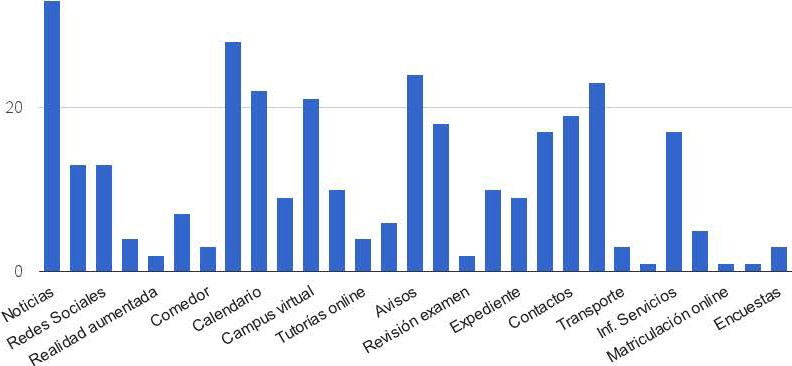 20
0
Noticias
Redes Sociales
Realidad aumentada
Comedor
Calendario
Campus virtual
Tutorías online
Avisos
Revisión examen
Expediente
Contactos
Transporte
Inf. Servicios
Matriculación online
Encuestas